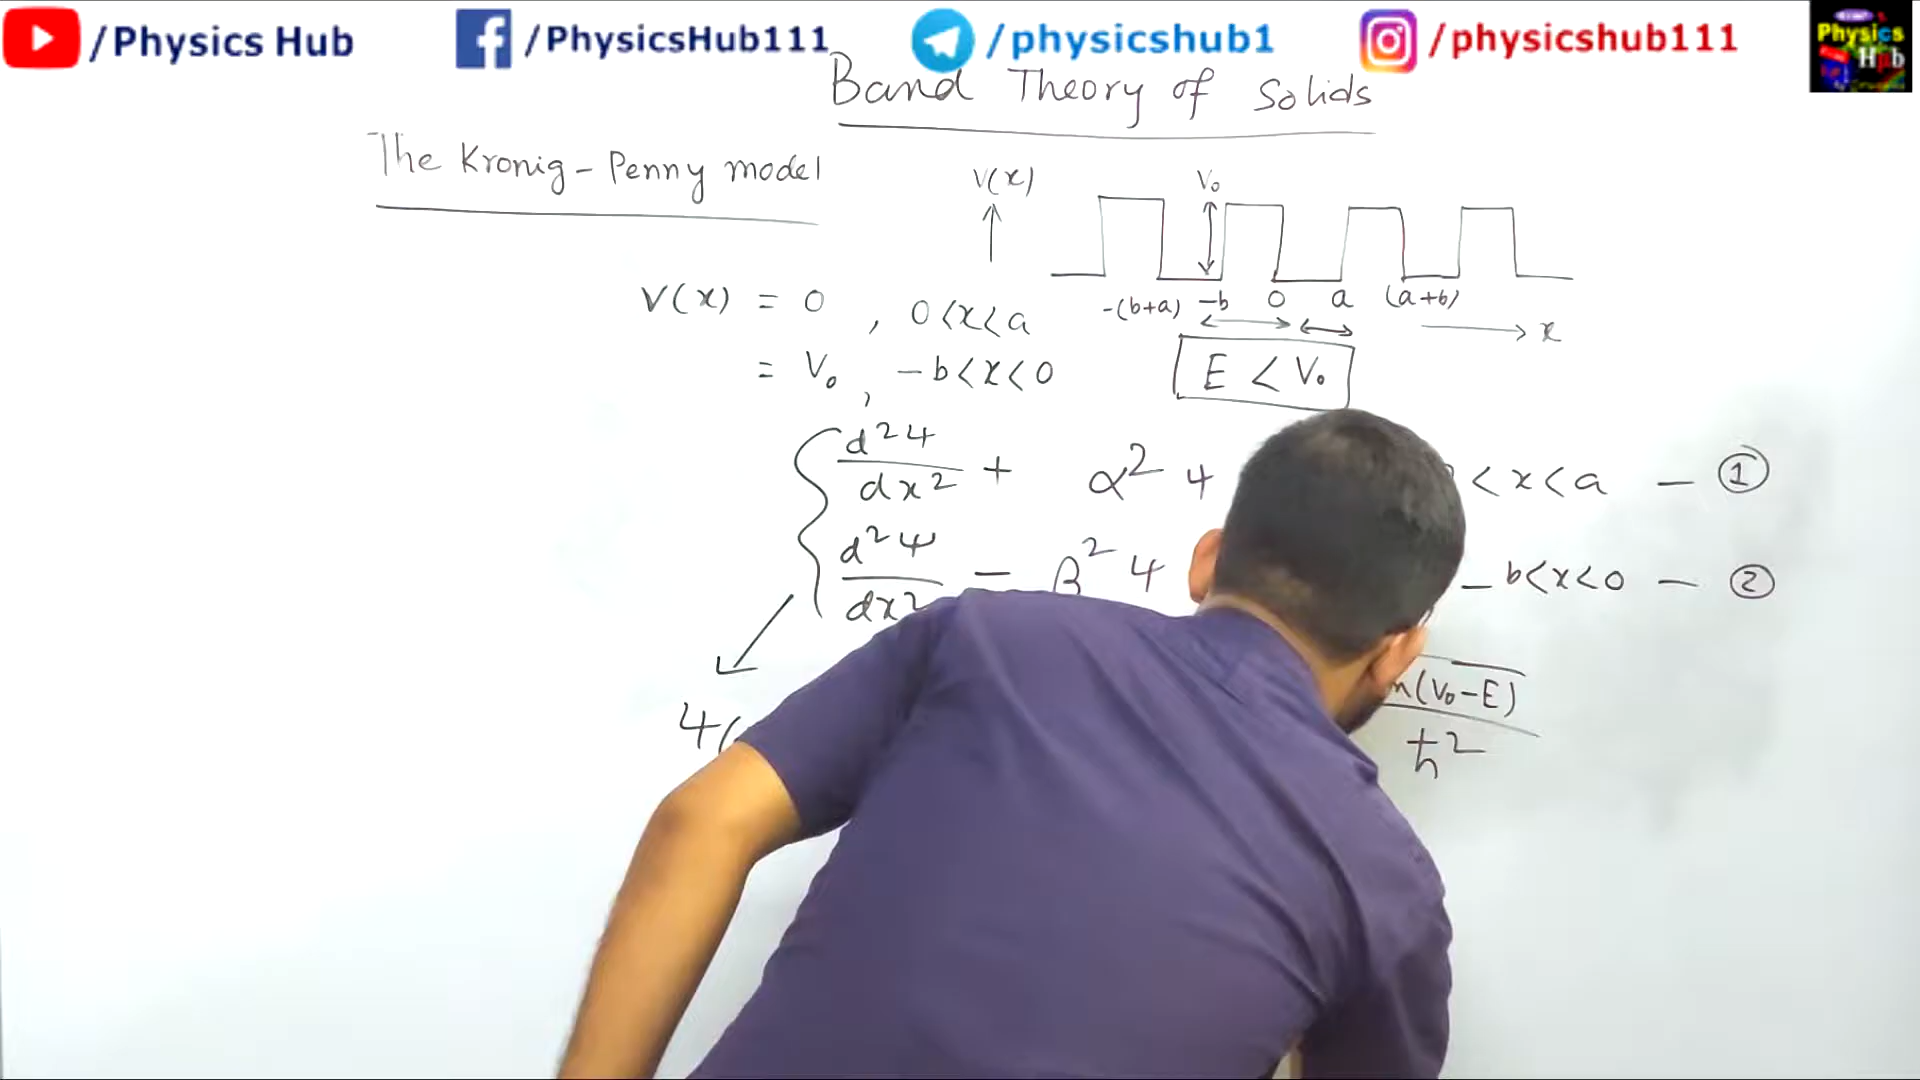 /Physics Hub
/PhysicsHub111
/physicshub1
/physicshub111
Physics Hub
Band Theory of Solids
The Kronig-Penny model
V(x)
V₀
-(b+a) -b 0 a (a+b)
x
V(x) = 0 , 0<x<a
= V₀ , -b<x<0
E < V₀
d²ψ/dx² + α²ψ < x < a — ①
d²ψ/dx² — β²ψ -b<x<0 — ②
ψ(
(V₀-E)
ħ²